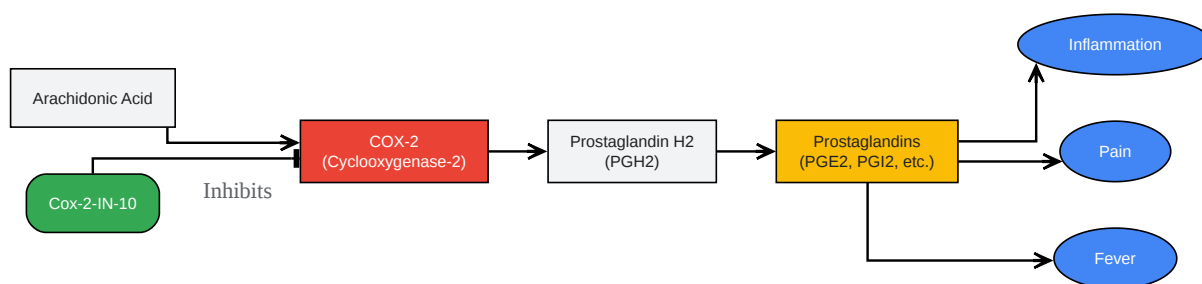 Inflammation
Arachidonic Acid
COX-2
(Cyclooxygenase-2)
Prostaglandin H2
(PGH2)
Prostaglandins
(PGE2, PGI2, etc.)
Pain
Inhibits
Cox-2-IN-10
Fever